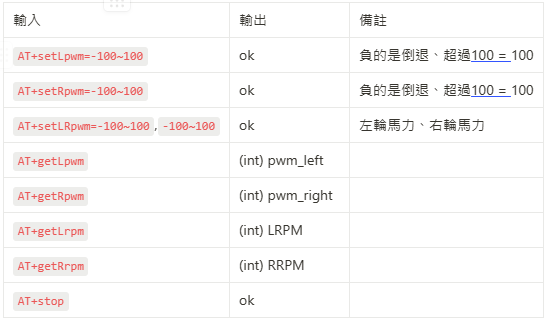 輸入 輸出 備註
AT+setLpwm=-100~100 ok 負的是倒退、超過100 = 100
AT+setRpwm=-100~100 ok 負的是倒退、超過100 = 100
AT+setLRpwm=-100~100,-100~100 ok 左輪馬力、右輪馬力
AT+getLpwm (int) pwm_left
AT+getRpwm (int) pwm_right
AT+getLrpm (int) LRPM
AT+getRrpm (int) RRPM
AT+stop ok